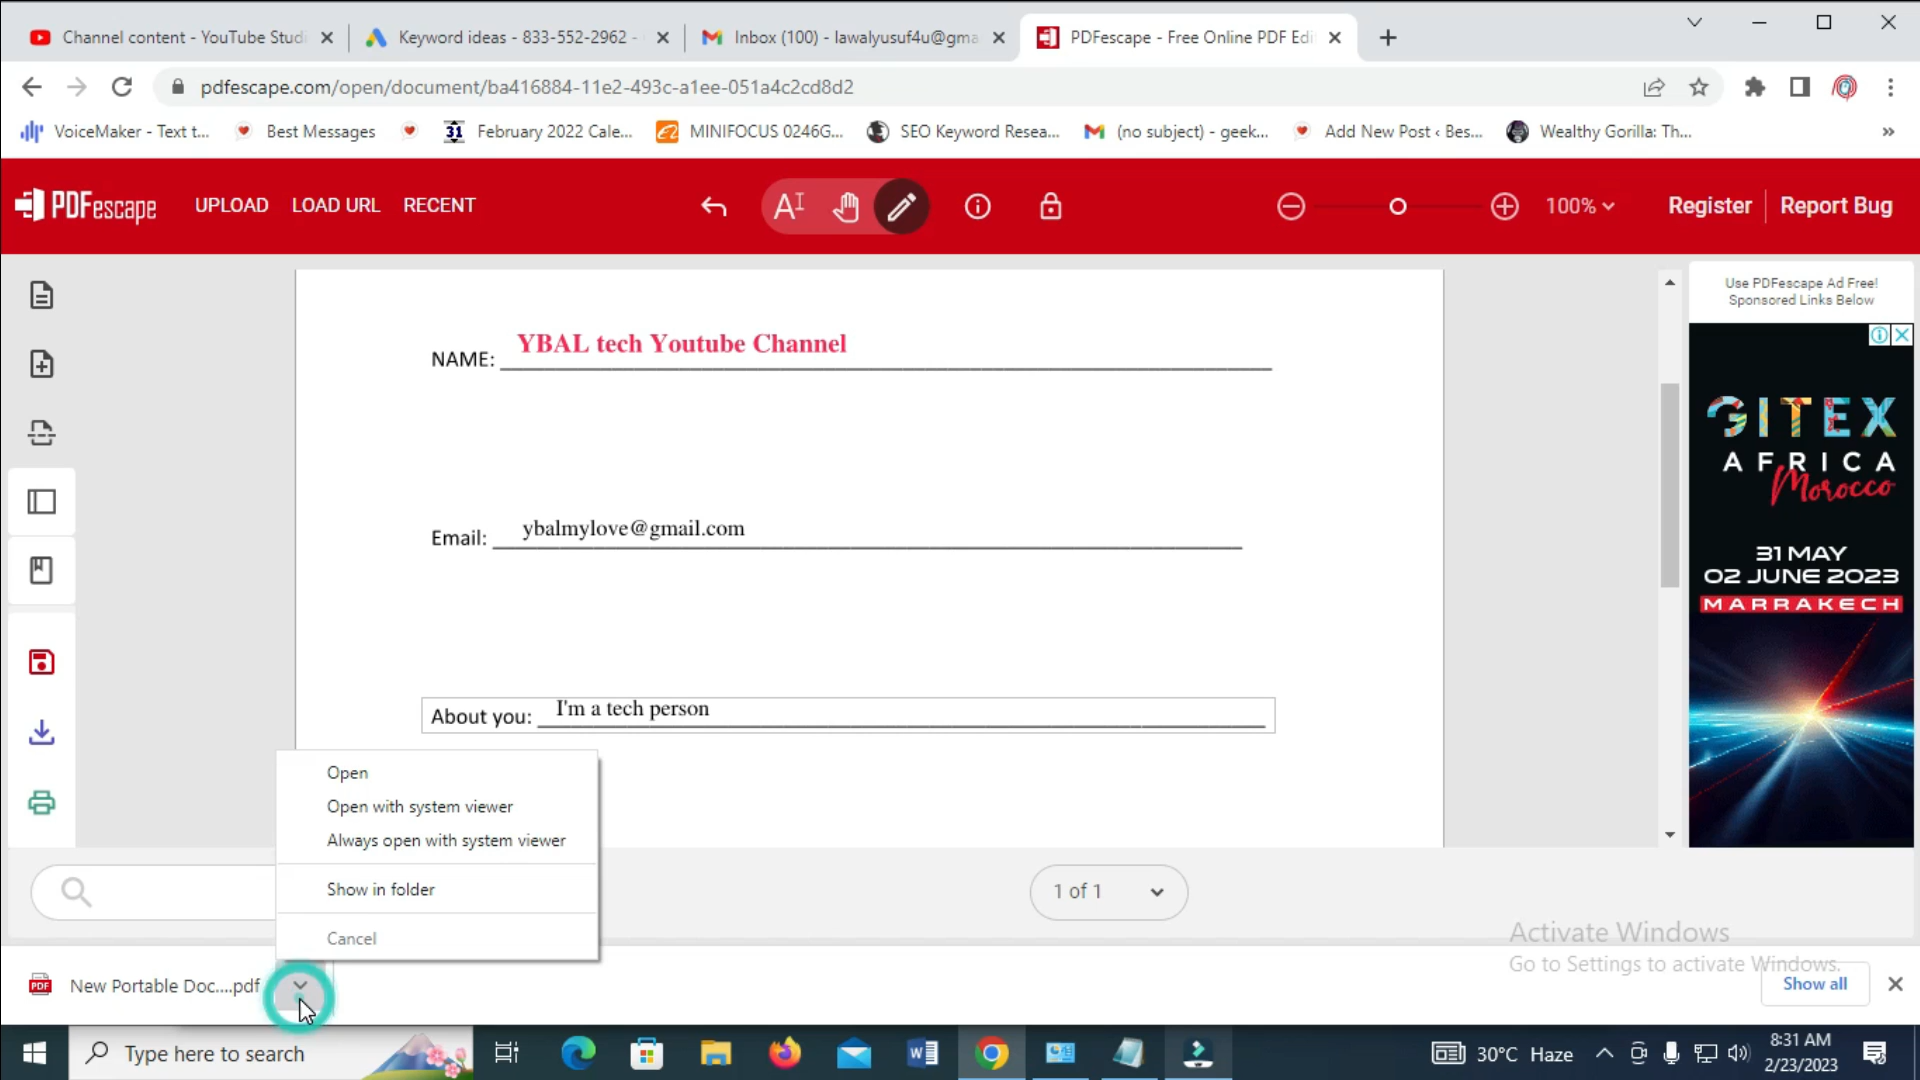 Channel content - YouTube Studi
Keyword ideas - 833-552-2962 -
Inbox (100) - lawalyusuf4u@gma
PDFescape - Free Online PDF Edi
pdfescape.com/open/document/ba416884-11e2-493c-a1ee-051a4c2cd8d2
VoiceMaker - Text t...
Best Messages
31
February 2022 Cale...
MINIFOCUS 0246G...
SEO Keyword Resea...
(no subject) - geek...
Add New Post ‹ Bes...
Wealthy Gorilla: Th...
»
PDFescape
UPLOAD
LOAD URL
RECENT
100%
Register
Report Bug
Use PDFescape Ad Free!
Sponsored Links Below
NAME: YBAL tech Youtube Channel
Email: ybalmylove@gmail.com
About you: I'm a tech person
GITEX
AFRICA
Morocco
31 MAY
02 JUNE 2023
MARRAKECH
Open
Open with system viewer
Always open with system viewer
Show in folder
Cancel
1 of 1
Activate Windows
Go to Settings to activate Windows.
PDF
New Portable Doc....pdf
Show all
Type here to search
30°C Haze
8:31 AM
2/23/2023